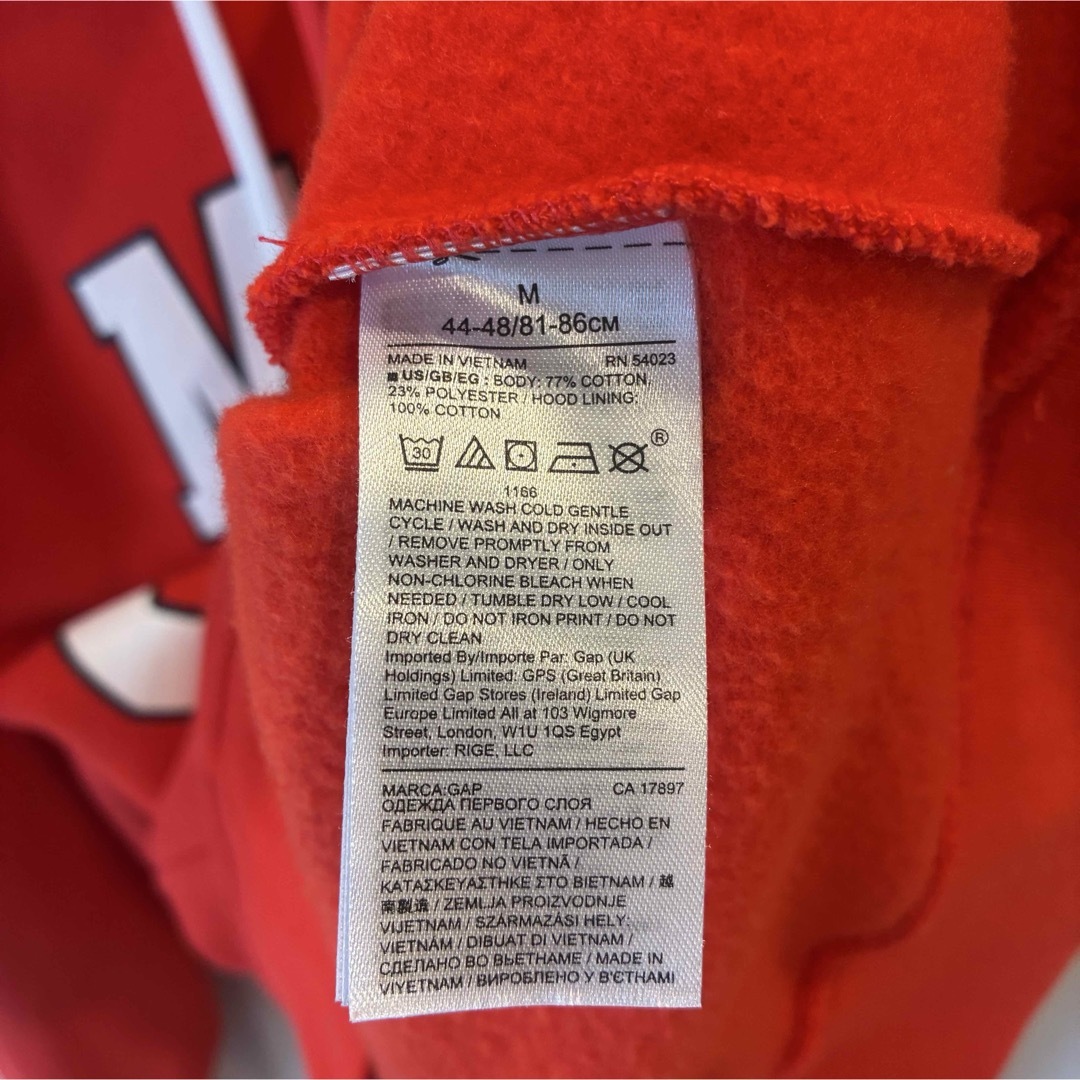 M
M
44-48/81-86CM
MADE IN VIETNAM RN 54023
■ US/GB/EG : BODY: 77% COTTON,
23% POLYESTER / HOOD LINING:
100% COTTON
30 ®
1166
MACHINE WASH COLD GENTLE
CYCLE / WASH AND DRY INSIDE OUT
/ REMOVE PROMPTLY FROM
WASHER AND DRYER / ONLY
NON-CHLORINE BLEACH WHEN
NEEDED / TUMBLE DRY LOW / COOL
IRON / DO NOT IRON PRINT / DO NOT
DRY CLEAN
Imported By/Importe Par: Gap (UK
Holdings) Limited: GPS (Great Britain)
Limited Gap Stores (Ireland) Limited Gap
Europe Limited All at 103 Wigmore
Street, London, W1U 1QS Egypt
Importer: RIGE, LLC
MARCA:GAP CA 17897
ОДЕЖДА ПЕРВОГО СЛОЯ
FABRIQUE AU VIETNAM / HECHO EN
VIETNAM CON TELA IMPORTADA /
FABRICADO NO VIETNÃ /
ΚΑΤΑΣΚΕΥΑΣΤΗΚΕ ΣΤΟ ΒΙΕΤΝΑΜ / 越
南製造 / ZEMLJA PROIZVODNJE
VIJETNAM / SZÁRMAZÁSI HELY:
VIETNÁM / DIBUAT DI VIETNAM /
СДЕЛАНО ВО ВЬЕТНАМЕ / MADE IN
VIYETNAM / ВИРОБЛЕНО У В'ЄТНАМІ